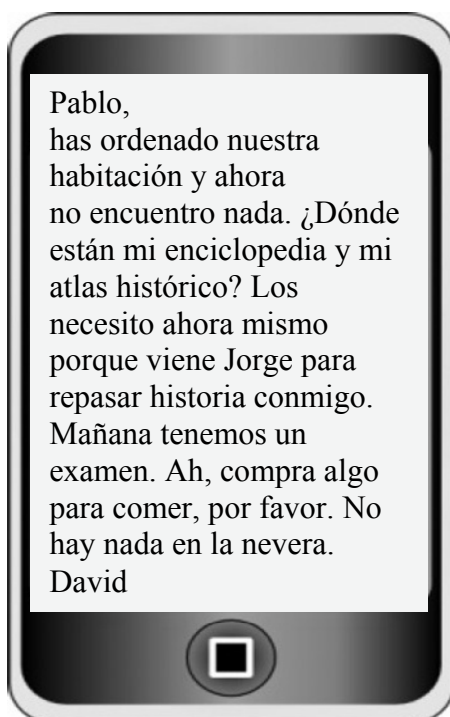 Pablo,
has ordenado nuestra
habitación y ahora
no encuentro nada. ¿Dónde
están mi enciclopedia y mi
atlas histórico? Los
necesito ahora mismo
porque viene Jorge para
repasar historia conmigo.
Mañana tenemos un
examen. Ah, compra algo
para comer, por favor. No
hay nada en la nevera.
David